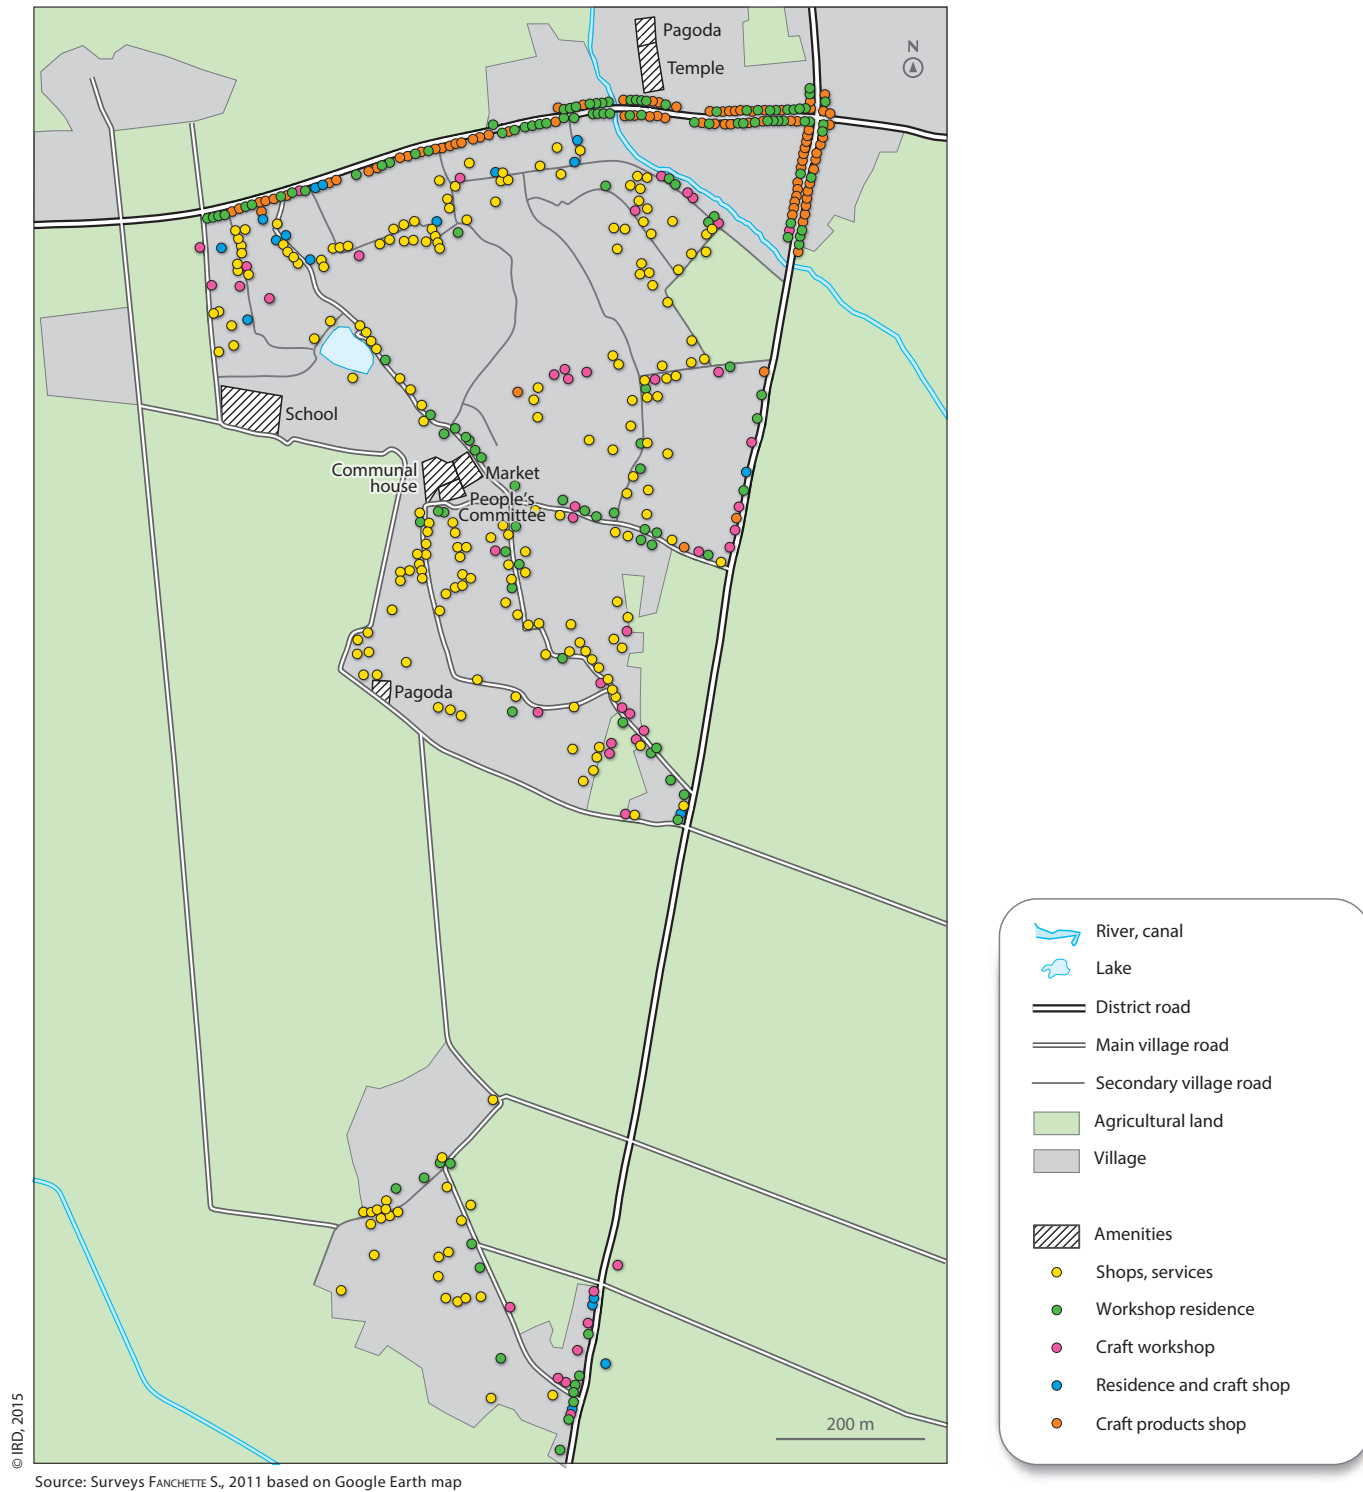 Pagoda
Temple
N
School
Communal
house
Market
People's
Committee
Pagoda
200 m
River, canal
Lake
District road
Main village road
Secondary village road
Agricultural land
Village
Amenities
Shops, services
Workshop residence
Craft workshop
Residence and craft shop
Craft products shop
© IRD, 2015
Source: Surveys FANCHETTE S., 2011 based on Google Earth map